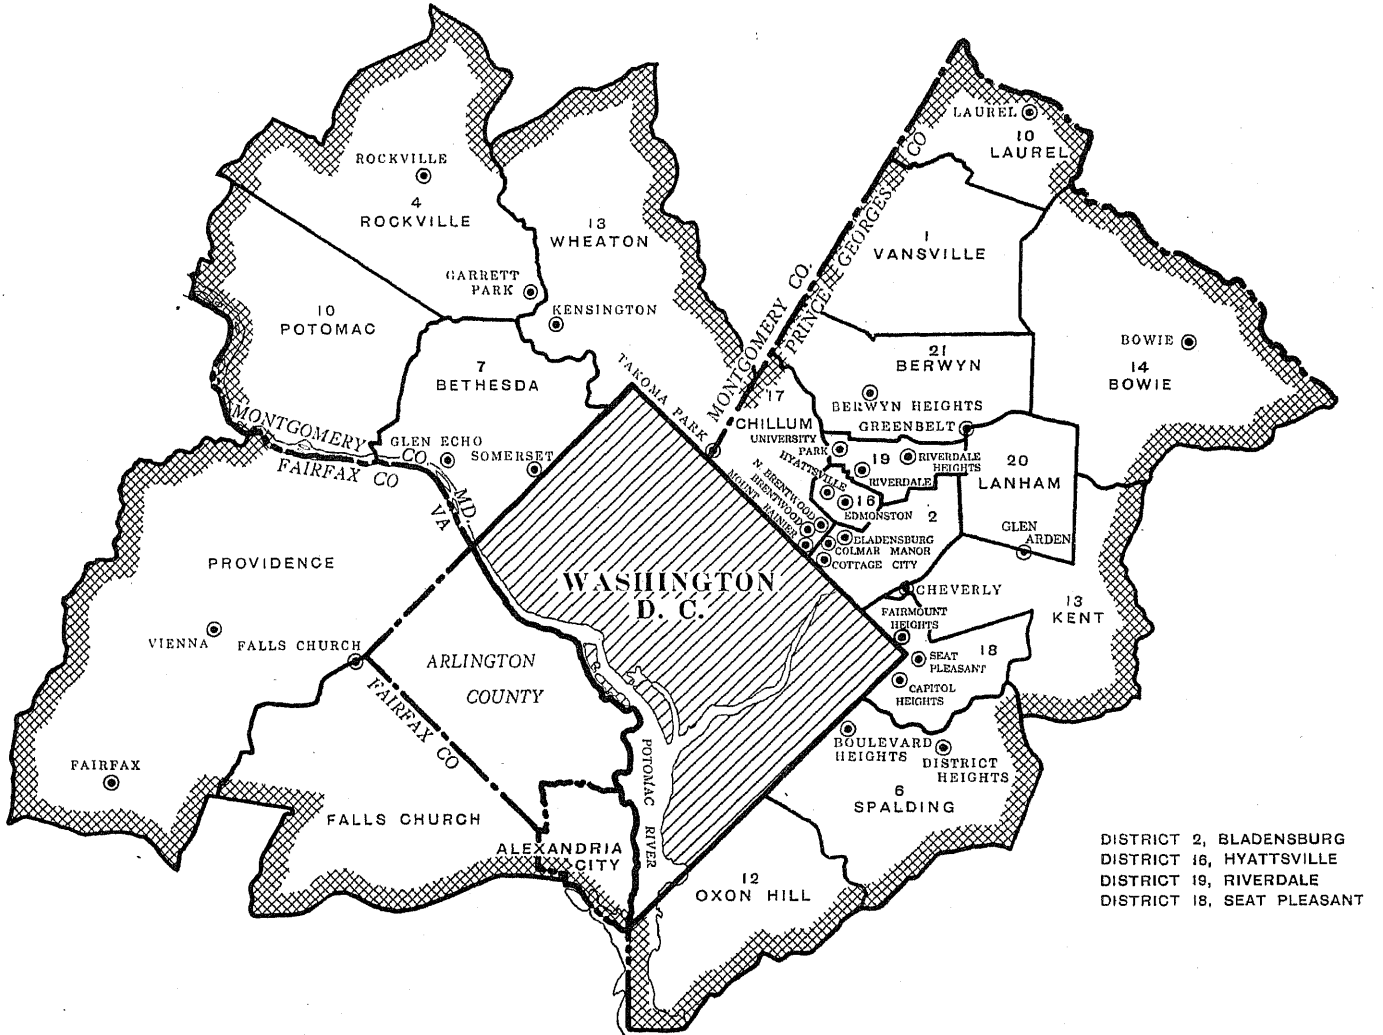 LAUREL
10
LAUREL
ROCKVILLE
4
ROCKVILLE
13
WHEATON
MONTGOMERY CO.
PRINCE GEORGES CO
1
VANSVILLE
GARRETT
PARK
KENSINGTON
10
POTOMAC
7
BETHESDA
TAKOMA PARK
21
BERWYN
BERWYN HEIGHTS
GREENBELT
BOWIE
14
BOWIE
17
CHILLUM
UNIVERSITY
PARK
HYATTSVILLE
19
RIVERDALE
HEIGHTS
RIVERDALE
20
LANHAM
MONTGOMERY CO.
FAIRFAX CO
MD.
VA
GLEN ECHO
SOMERSET
N. BRENTWOOD
BRENTWOOD
MOUNT
RAINIER
16
EDMONSTON
2
BLADENSBURG
COLMAR MANOR
COTTAGE CITY
GLEN
ARDEN
PROVIDENCE
WASHINGTON
D. C.
CHEVERLY
FAIRMOUNT
HEIGHTS
13
KENT
VIENNA
FALLS CHURCH
ARLINGTON
COUNTY
FAIRFAX CO
SEAT
PLEASANT
18
CAPITOL
HEIGHTS
BOULEVARD
HEIGHTS
DISTRICT
HEIGHTS
FAIRFAX
POTOMAC RIVER
6
SPALDING
FALLS CHURCH
ALEXANDRIA
CITY
12
OXON HILL
DISTRICT 2, BLADENSBURG
DISTRICT 16, HYATTSVILLE
DISTRICT 19, RIVERDALE
DISTRICT 18, SEAT PLEASANT